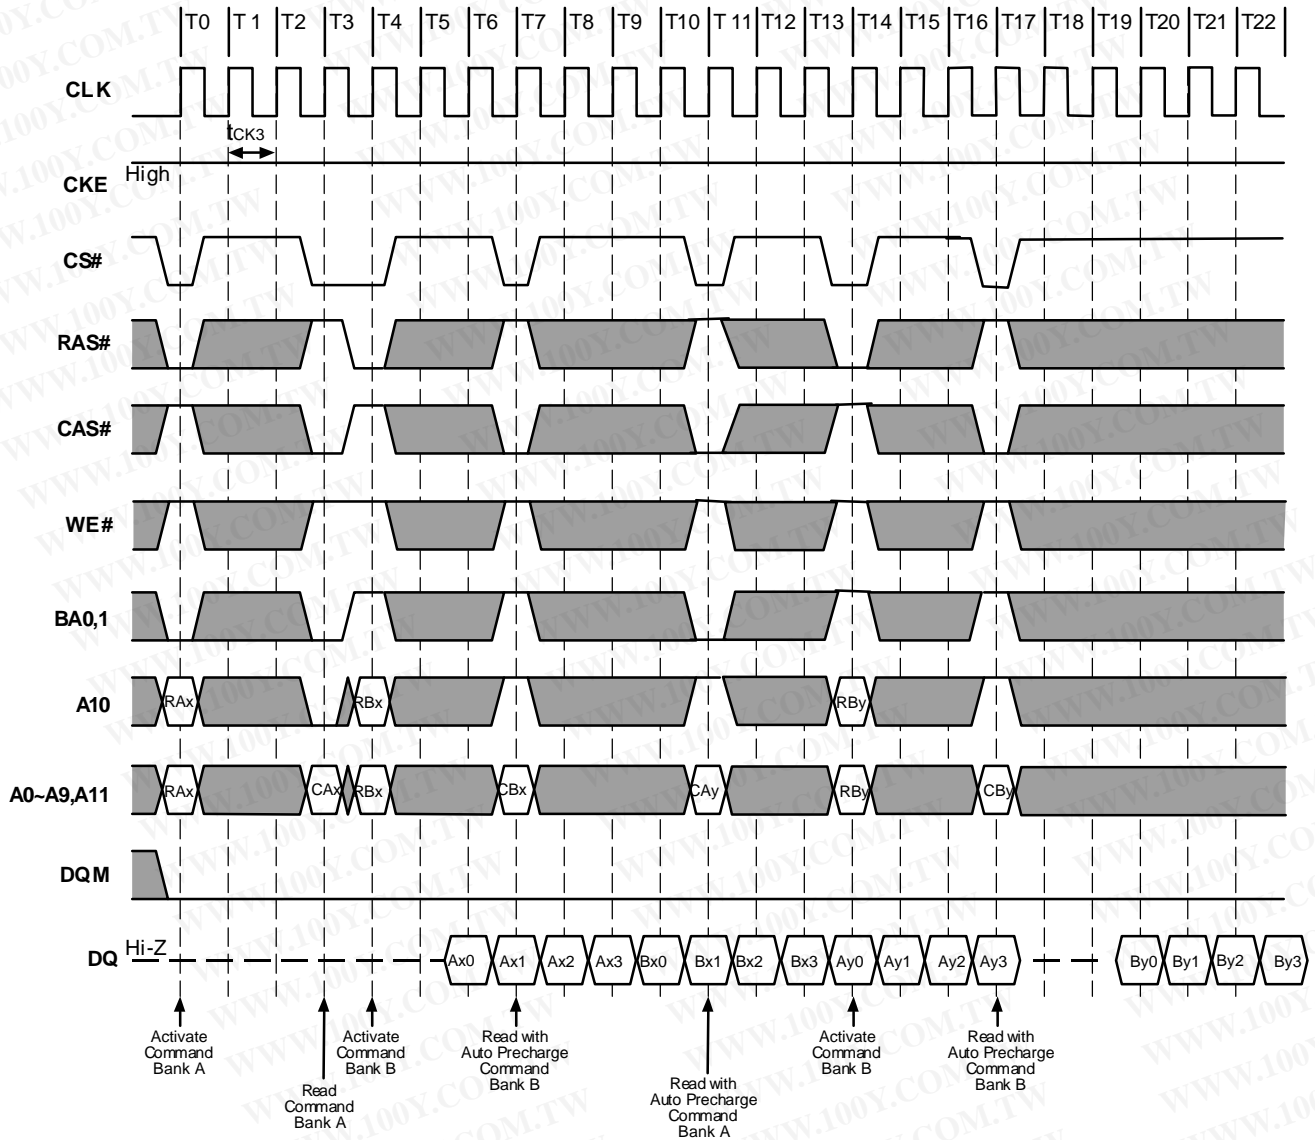 T0 T 1 T2 T3 T4 T5 T6 T7 T8 T9 T10 T 11 T12 T13 T14 T15 T16 T17 T18 T19 T20 T21 T22
CLK
tCK3
High
CKE
CS#
RAS#
CAS#
WE#
BA0,1
A10 RAx RBx RBy
A0~A9,A11 RAx CAx RBx CBx CAy RBy CBy
DQM
DQ Hi-Z Ax0 Ax1 Ax2 Ax3 Bx0 Bx1 Bx2 Bx3 Ay0 Ay1 Ay2 Ay3 By0 By1 By2 By3
Activate
Command
Bank A
Read
Command
Bank A
Activate
Command
Bank B
Read with
Auto Precharge
Command
Bank B
Read with
Auto Precharge
Command
Bank A
Activate
Command
Bank B
Read with
Auto Precharge
Command
Bank B
WWW.100Y.COM.TW